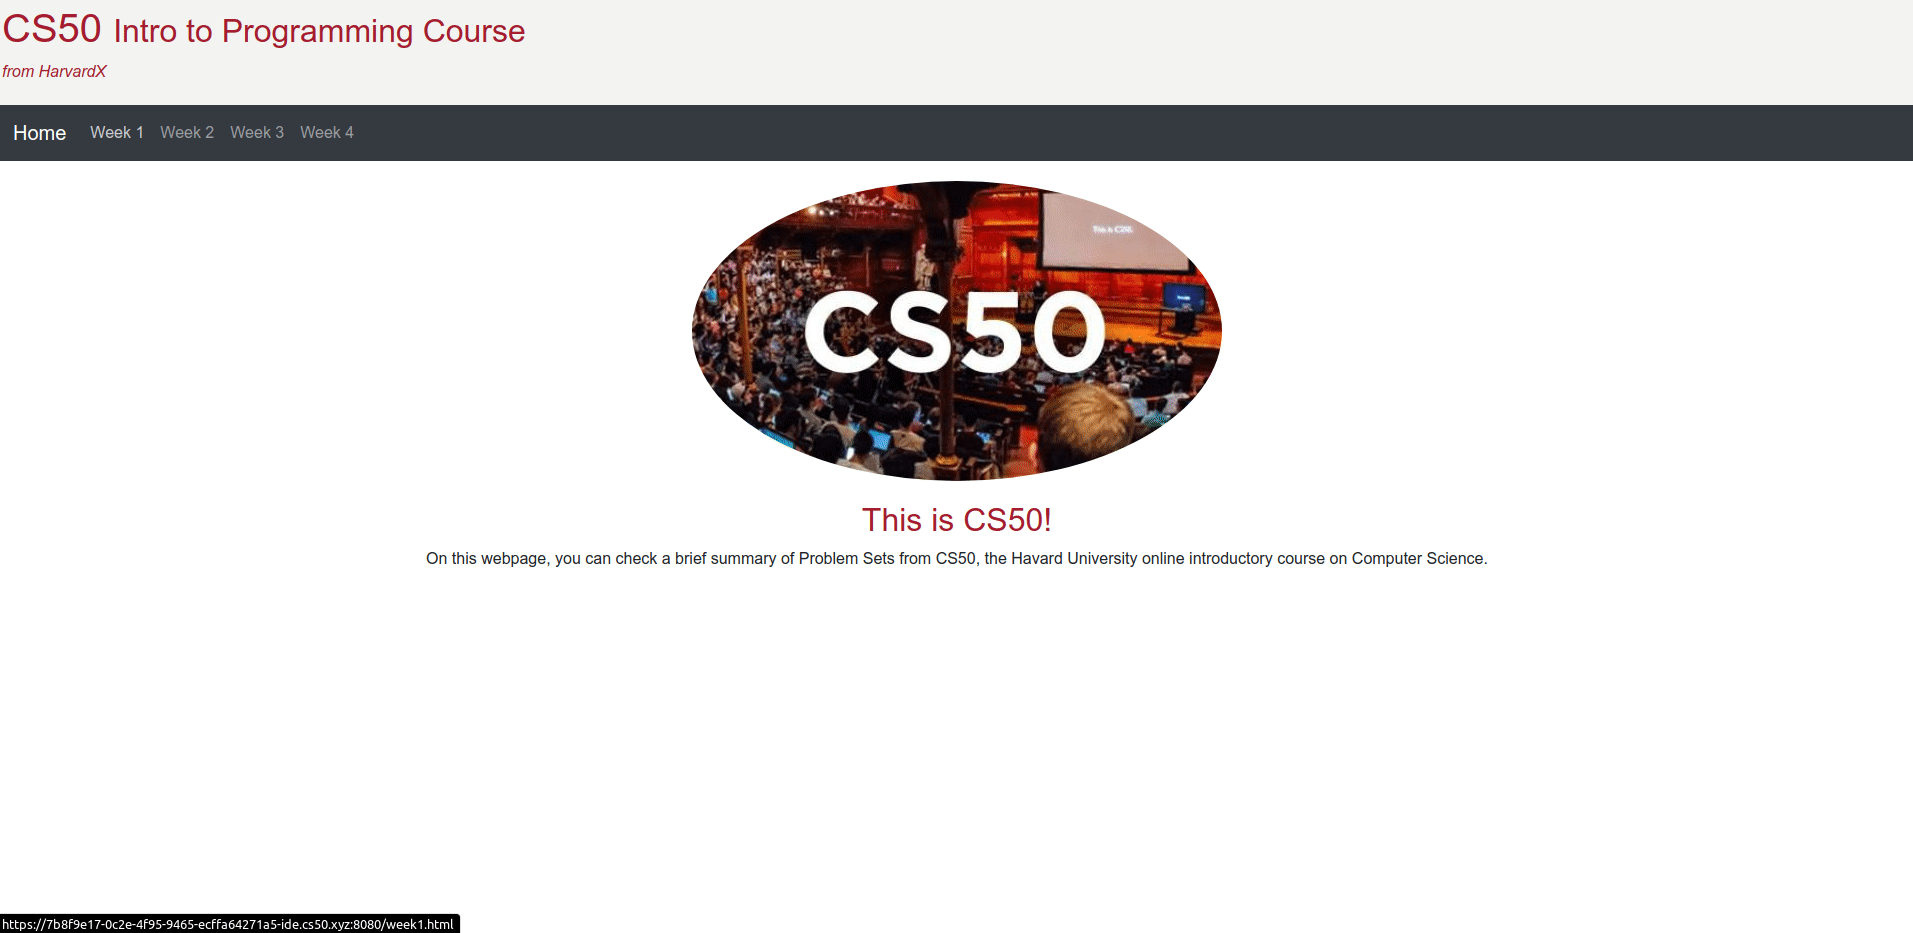 CS50 Intro to Programming Course
from HarvardX
Home Week 1 Week 2 Week 3 Week 4
This is CS50.
CS50
This is CS50!
On this webpage, you can check a brief summary of Problem Sets from CS50, the Havard University online introductory course on Computer Science.
https://7b8f9e17-0c2e-4f95-9465-ecffa64271a5-ide.cs50.xyz:8080/week1.html